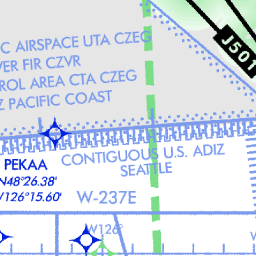 C AIRSPACE UTA CZEG
VER FIR CZVR
ROL AREA CTA CZEG
Z PACIFIC COAST
J501
PEKAA
N48°26.38'
W126°15.60'
CONTIGUOUS U.S. ADIZ
SEATTLE
W-237E
W126°